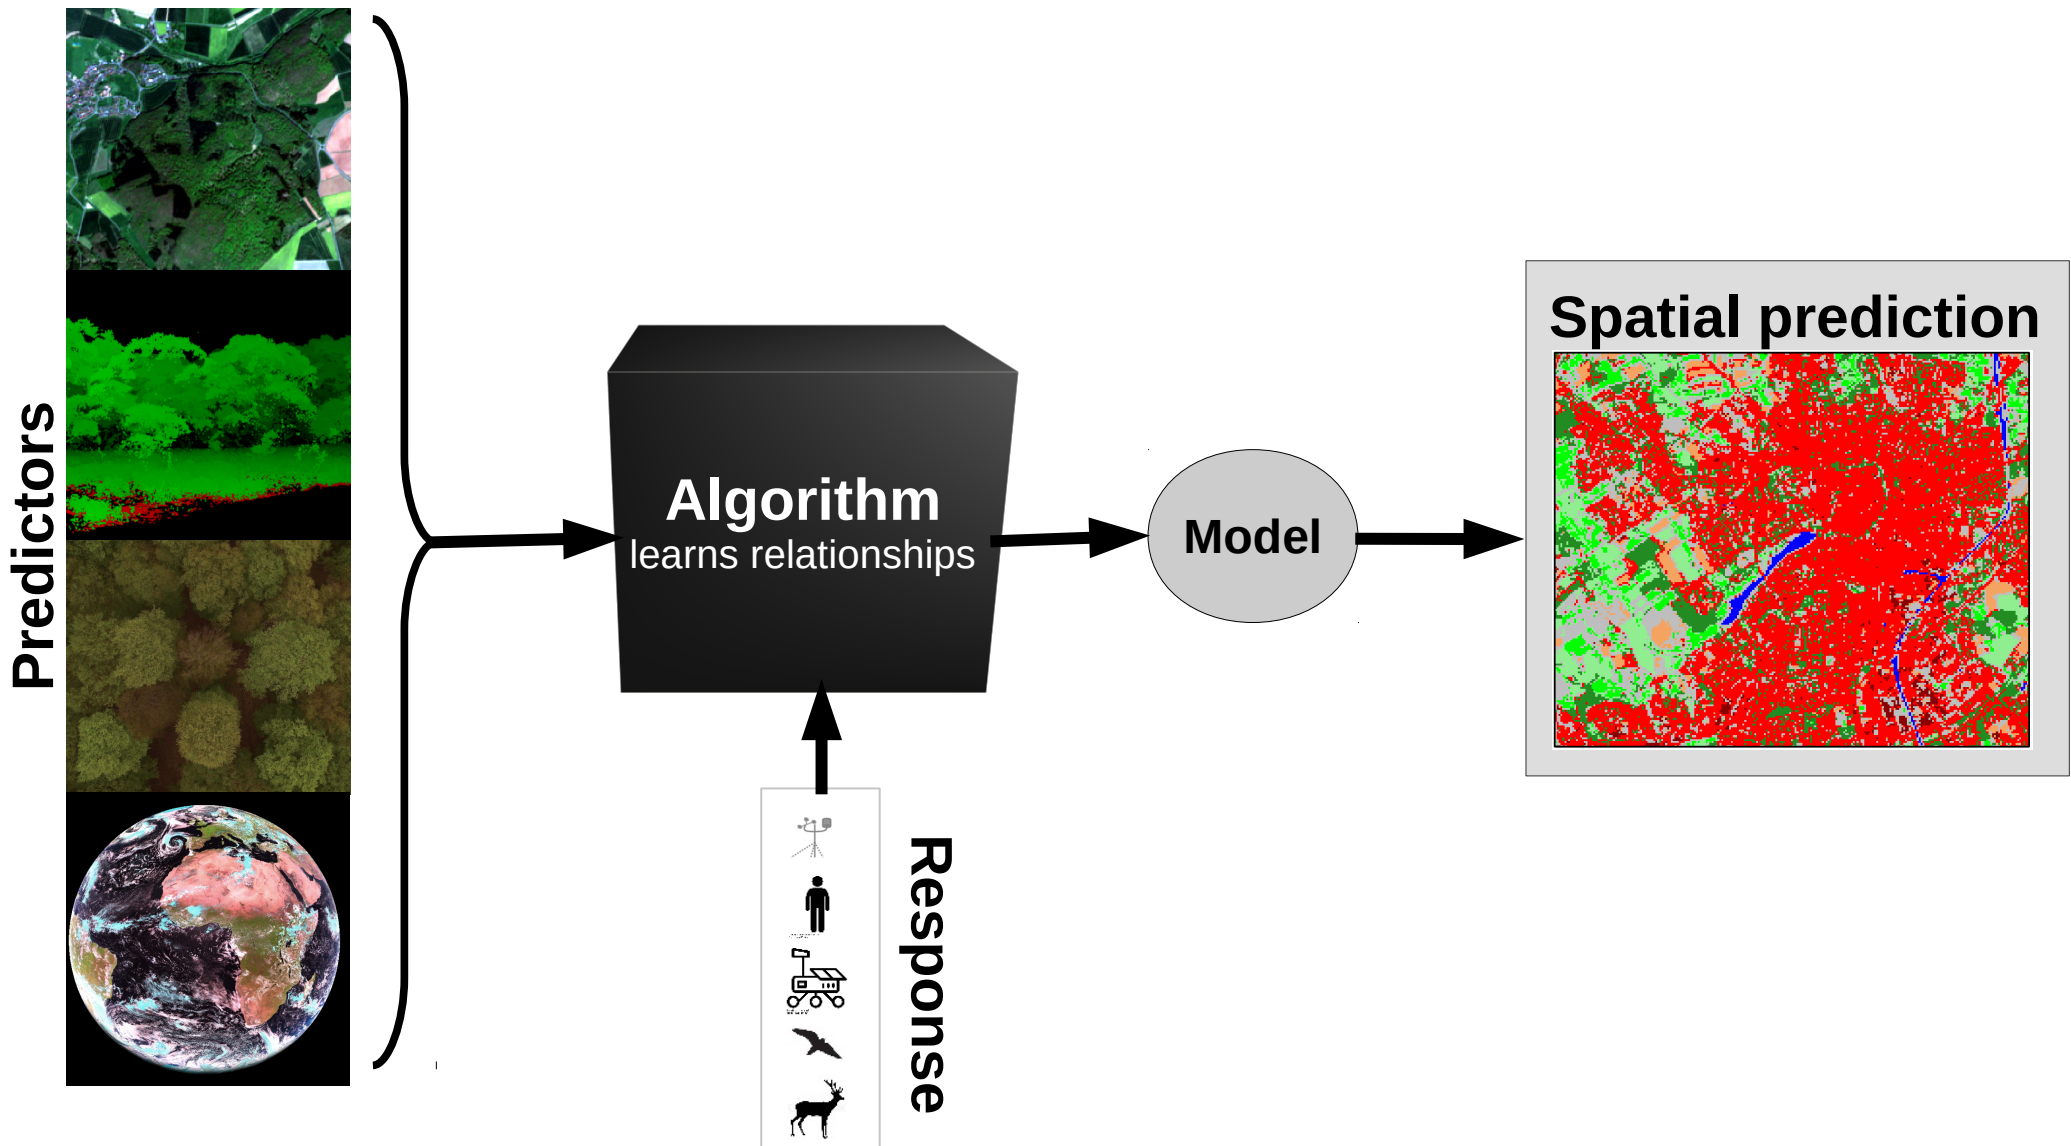 Predictors
Algorithm
learns relationships
Model
Spatial prediction
Response